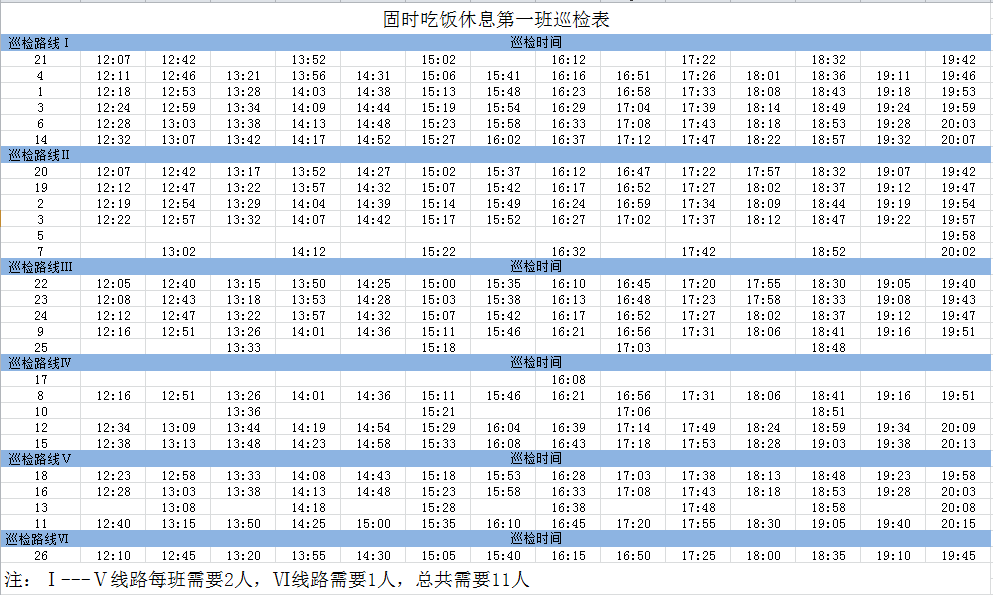 固时吃饭休息第一班巡检表
巡检路线Ⅰ 巡检时间
21 12:07 12:42 13:52 15:02 16:12 17:22 18:32 19:42
4 12:11 12:46 13:21 13:56 14:31 15:06 15:41 16:16 16:51 17:26 18:01 18:36 19:11 19:46
1 12:18 12:53 13:28 14:03 14:38 15:13 15:48 16:23 16:58 17:33 18:08 18:43 19:18 19:53
3 12:24 12:59 13:34 14:09 14:44 15:19 15:54 16:29 17:04 17:39 18:14 18:49 19:24 19:59
6 12:28 13:03 13:38 14:13 14:48 15:23 15:58 16:33 17:08 17:43 18:18 18:53 19:28 20:03
14 12:32 13:07 13:42 14:17 14:52 15:27 16:02 16:37 17:12 17:47 18:22 18:57 19:32 20:07
巡检路线Ⅱ 巡检时间
20 12:07 12:42 13:17 13:52 14:27 15:02 15:37 16:12 16:47 17:22 17:57 18:32 19:07 19:42
19 12:12 12:47 13:22 13:57 14:32 15:07 15:42 16:17 16:52 17:27 18:02 18:37 19:12 19:47
2 12:19 12:54 13:29 14:04 14:39 15:14 15:49 16:24 16:59 17:34 18:09 18:44 19:19 19:54
3 12:22 12:57 13:32 14:07 14:42 15:17 15:52 16:27 17:02 17:37 18:12 18:47 19:22 19:57
5 19:58
7 13:02 14:12 15:22 16:32 17:42 18:52 20:02
巡检路线Ⅲ 巡检时间
22 12:05 12:40 13:15 13:50 14:25 15:00 15:35 16:10 16:45 17:20 17:55 18:30 19:05 19:40
23 12:08 12:43 13:18 13:53 14:28 15:03 15:38 16:13 16:48 17:23 17:58 18:33 19:08 19:43
24 12:12 12:47 13:22 13:57 14:32 15:07 15:42 16:17 16:52 17:27 18:02 18:37 19:12 19:47
9 12:16 12:51 13:26 14:01 14:36 15:11 15:46 16:21 16:56 17:31 18:06 18:41 19:16 19:51
25 13:33 15:18 17:03 18:48
巡检路线Ⅳ 巡检时间
17 16:08
8 12:16 12:51 13:26 14:01 14:36 15:11 15:46 16:21 16:56 17:31 18:06 18:41 19:16 19:51
10 13:36 15:21 17:06 18:51
12 12:34 13:09 13:44 14:19 14:54 15:29 16:04 16:39 17:14 17:49 18:24 18:59 19:34 20:09
15 12:38 13:13 13:48 14:23 14:58 15:33 16:08 16:43 17:18 17:53 18:28 19:03 19:38 20:13
巡检路线Ⅴ 巡检时间
18 12:23 12:58 13:33 14:08 14:43 15:18 15:53 16:28 17:03 17:38 18:13 18:48 19:23 19:58
16 12:28 13:03 13:38 14:13 14:48 15:23 15:58 16:33 17:08 17:43 18:18 18:53 19:28 20:03
13 13:08 14:18 15:28 16:38 17:48 18:58 20:08
11 12:40 13:15 13:50 14:25 15:00 15:35 16:10 16:45 17:20 17:55 18:30 19:05 19:40 20:15
巡检路线Ⅵ 巡检时间
26 12:10 12:45 13:20 13:55 14:30 15:05 15:40 16:15 16:50 17:25 18:00 18:35 19:10 19:45
注：Ⅰ---Ⅴ线路每班需要2人，Ⅵ线路需要1人，总共需要11人